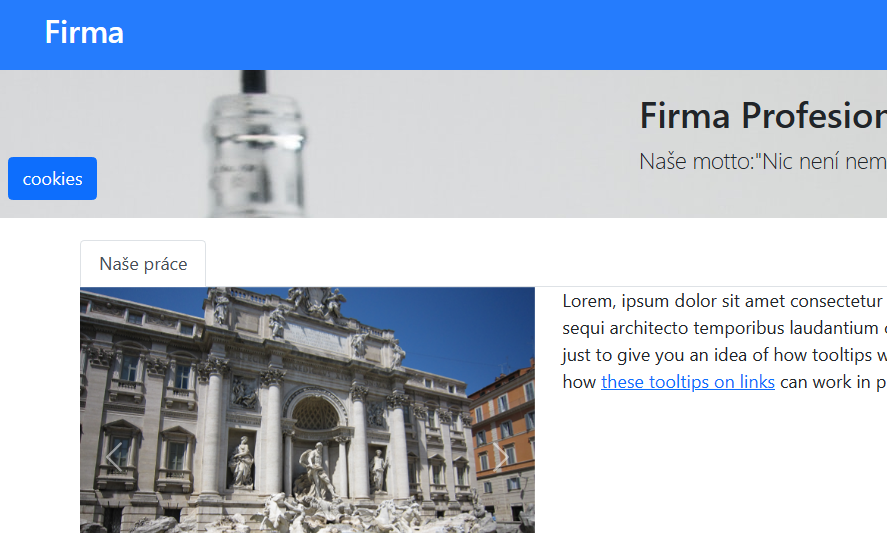 Firma
Firma Profesion
Naše motto:"Nic není nem
cookies
Naše práce
Lorem, ipsum dolor sit amet consectetur
sequi architecto temporibus laudantium
just to give you an idea of how tooltips w
how these tooltips on links can work in p